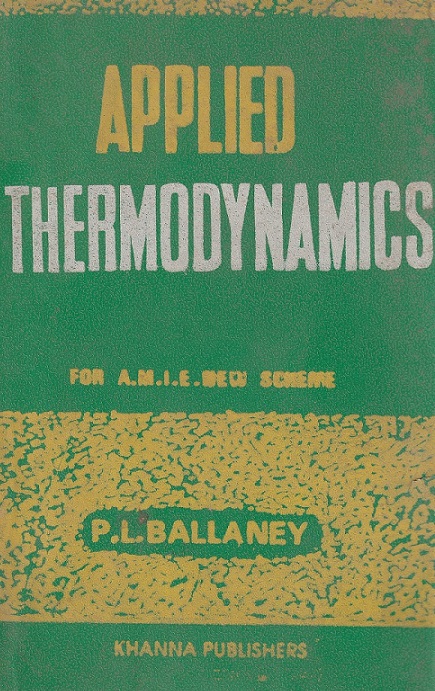 APPLIED
THERMODYNAMICS
FOR A.M.I.E. NEW SCHEME
P.L.BALLANEY
KHANNA PUBLISHERS